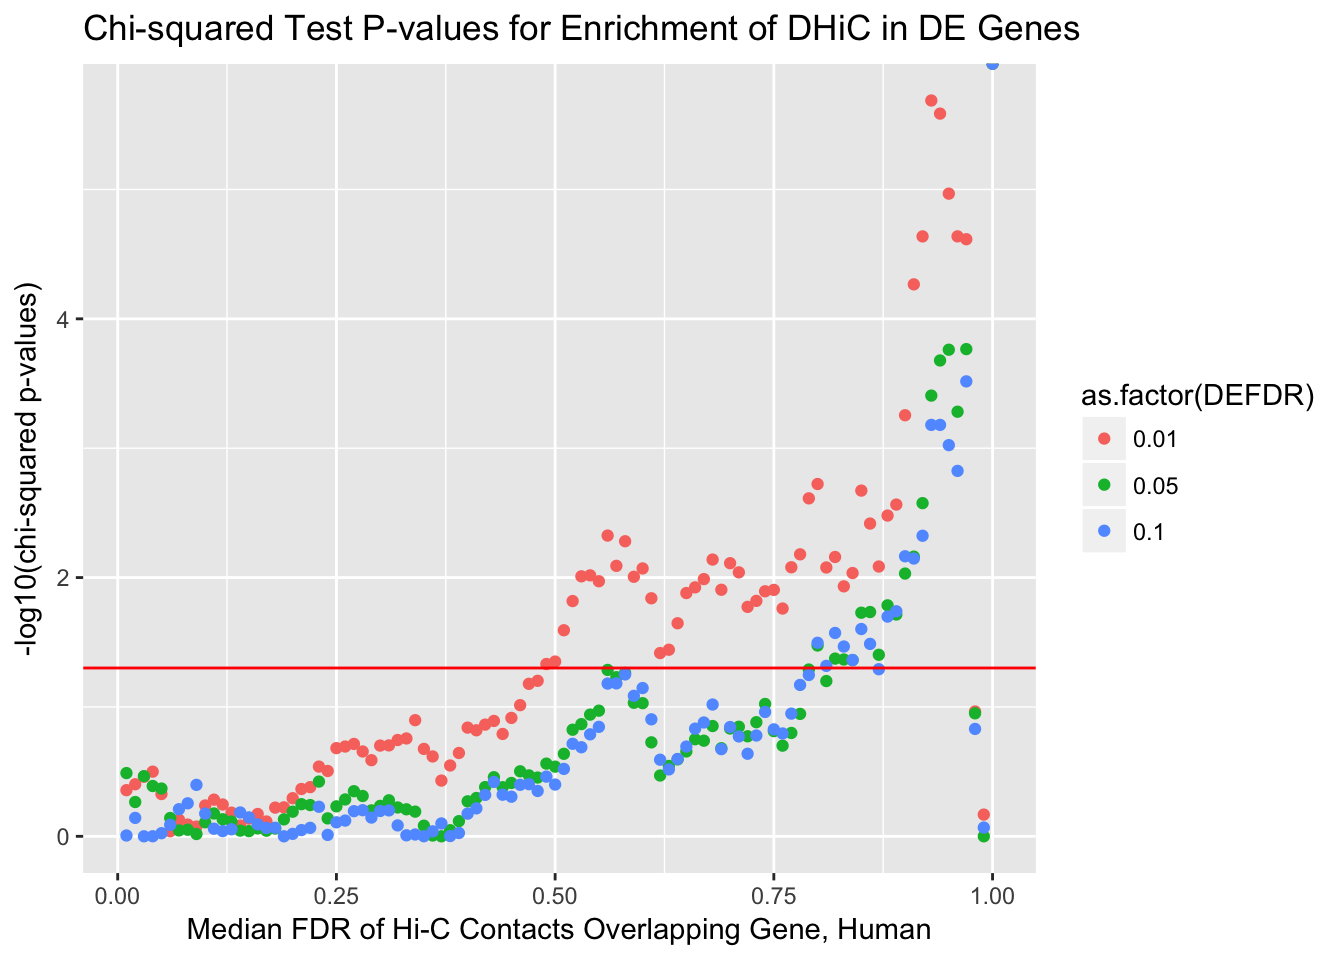 Chi-squared Test P-values for Enrichment of DHiC in DE Genes
-log10(chi-squared p-values)
4
2
0
0.00 0.25 0.50 0.75 1.00
Median FDR of Hi-C Contacts Overlapping Gene, Human
as.factor(DEFDR)
0.01
0.05
0.1